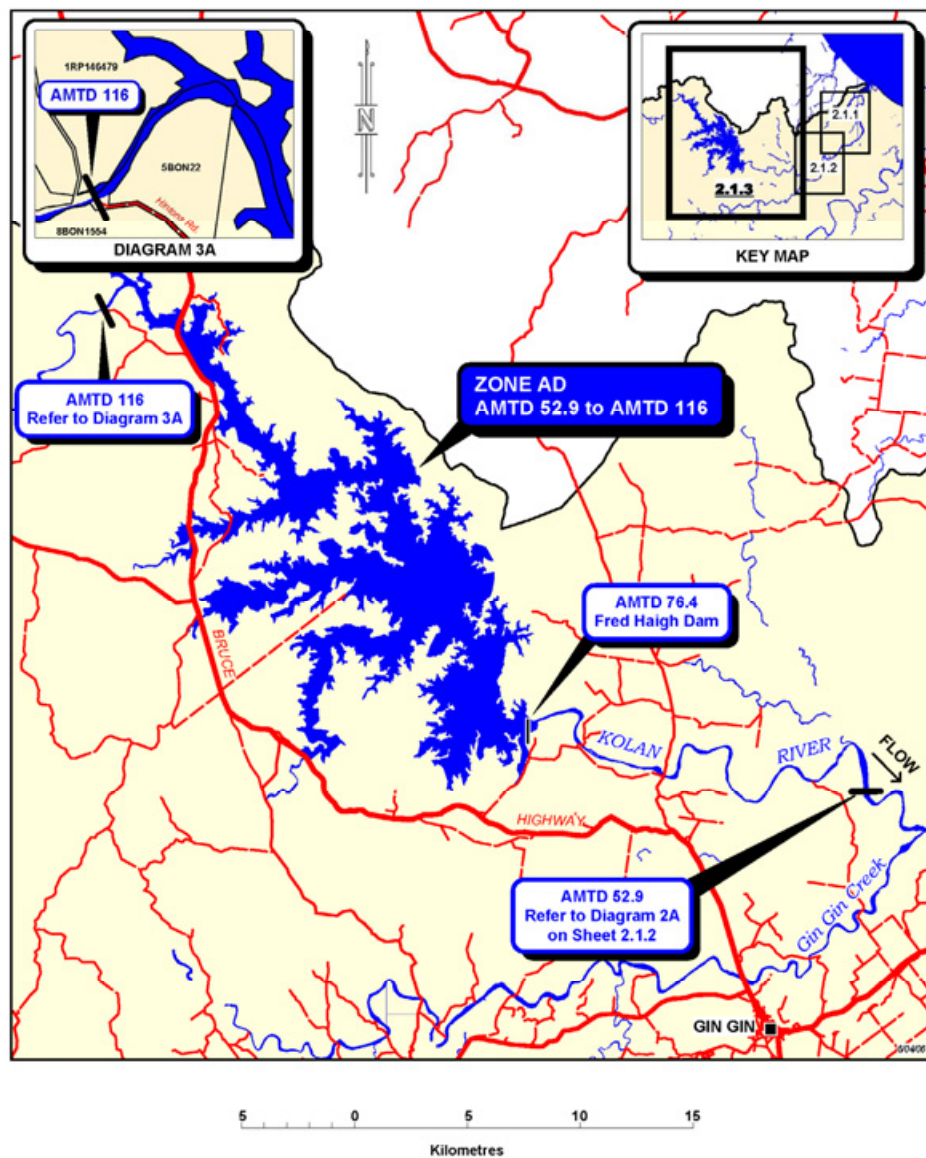 1RP146479
AMTD 116
5BON22
Hintons Rd.
8BON1554
DIAGRAM 3A
N
2.1.1
2.1.2
2.1.3
KEY MAP
AMTD 116
Refer to Diagram 3A
ZONE AD
AMTD 52.9 to AMTD 116
AMTD 76.4
Fred Haigh Dam
BRUCE
HIGHWAY
KOLAN
RIVER
FLOW
AMTD 52.9
Refer to Diagram 2A
on Sheet 2.1.2
Gin Gin Creek
GIN GIN
5 0 5 10 15
Kilometres